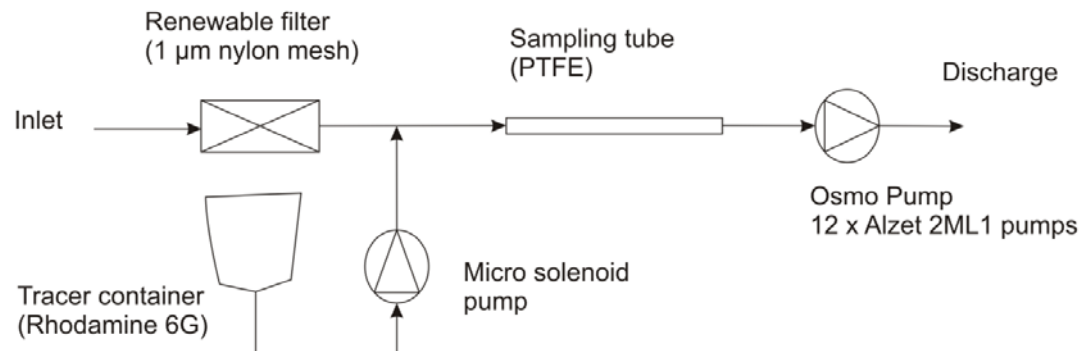 Renewable filter
(1 µm nylon mesh)
Sampling tube
(PTFE)
Discharge
Inlet
Osmo Pump
12 x Alzet 2ML1 pumps
Micro solenoid
pump
Tracer container
(Rhodamine 6G)